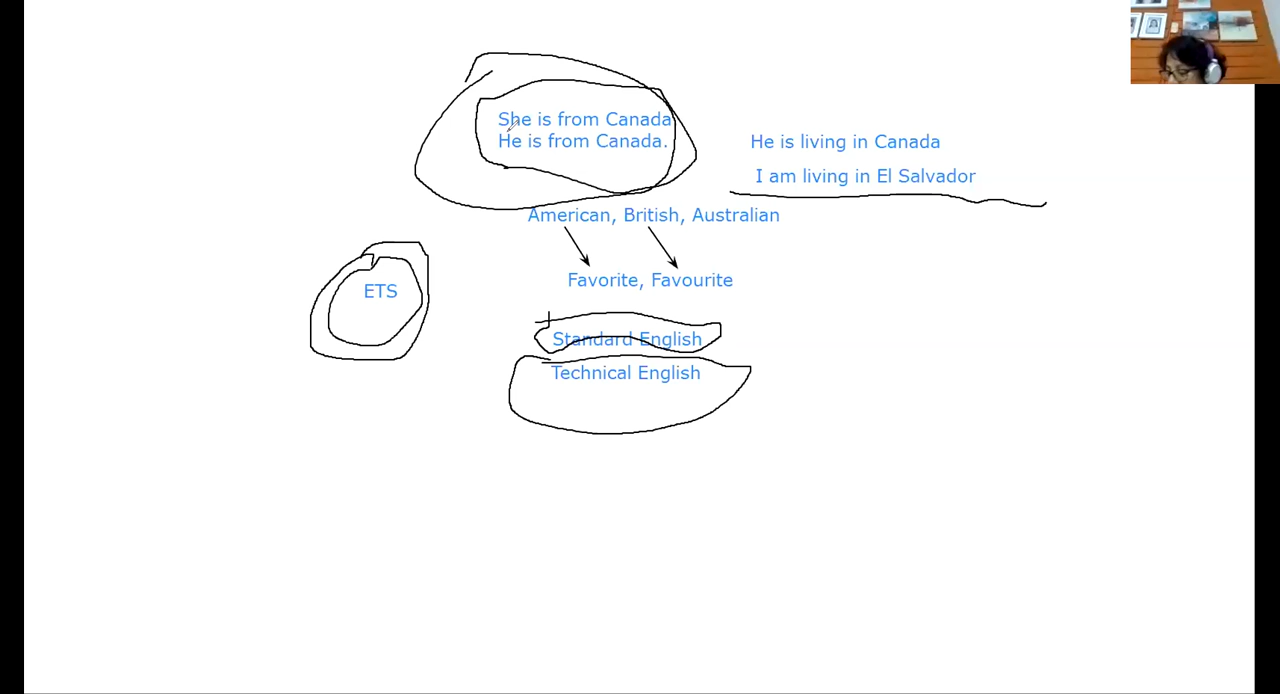 She is from Canada
He is from Canada.
He is living in Canada
I am living in El Salvador
American, British, Australian
Favorite, Favourite
ETS
Standard English
Technical English